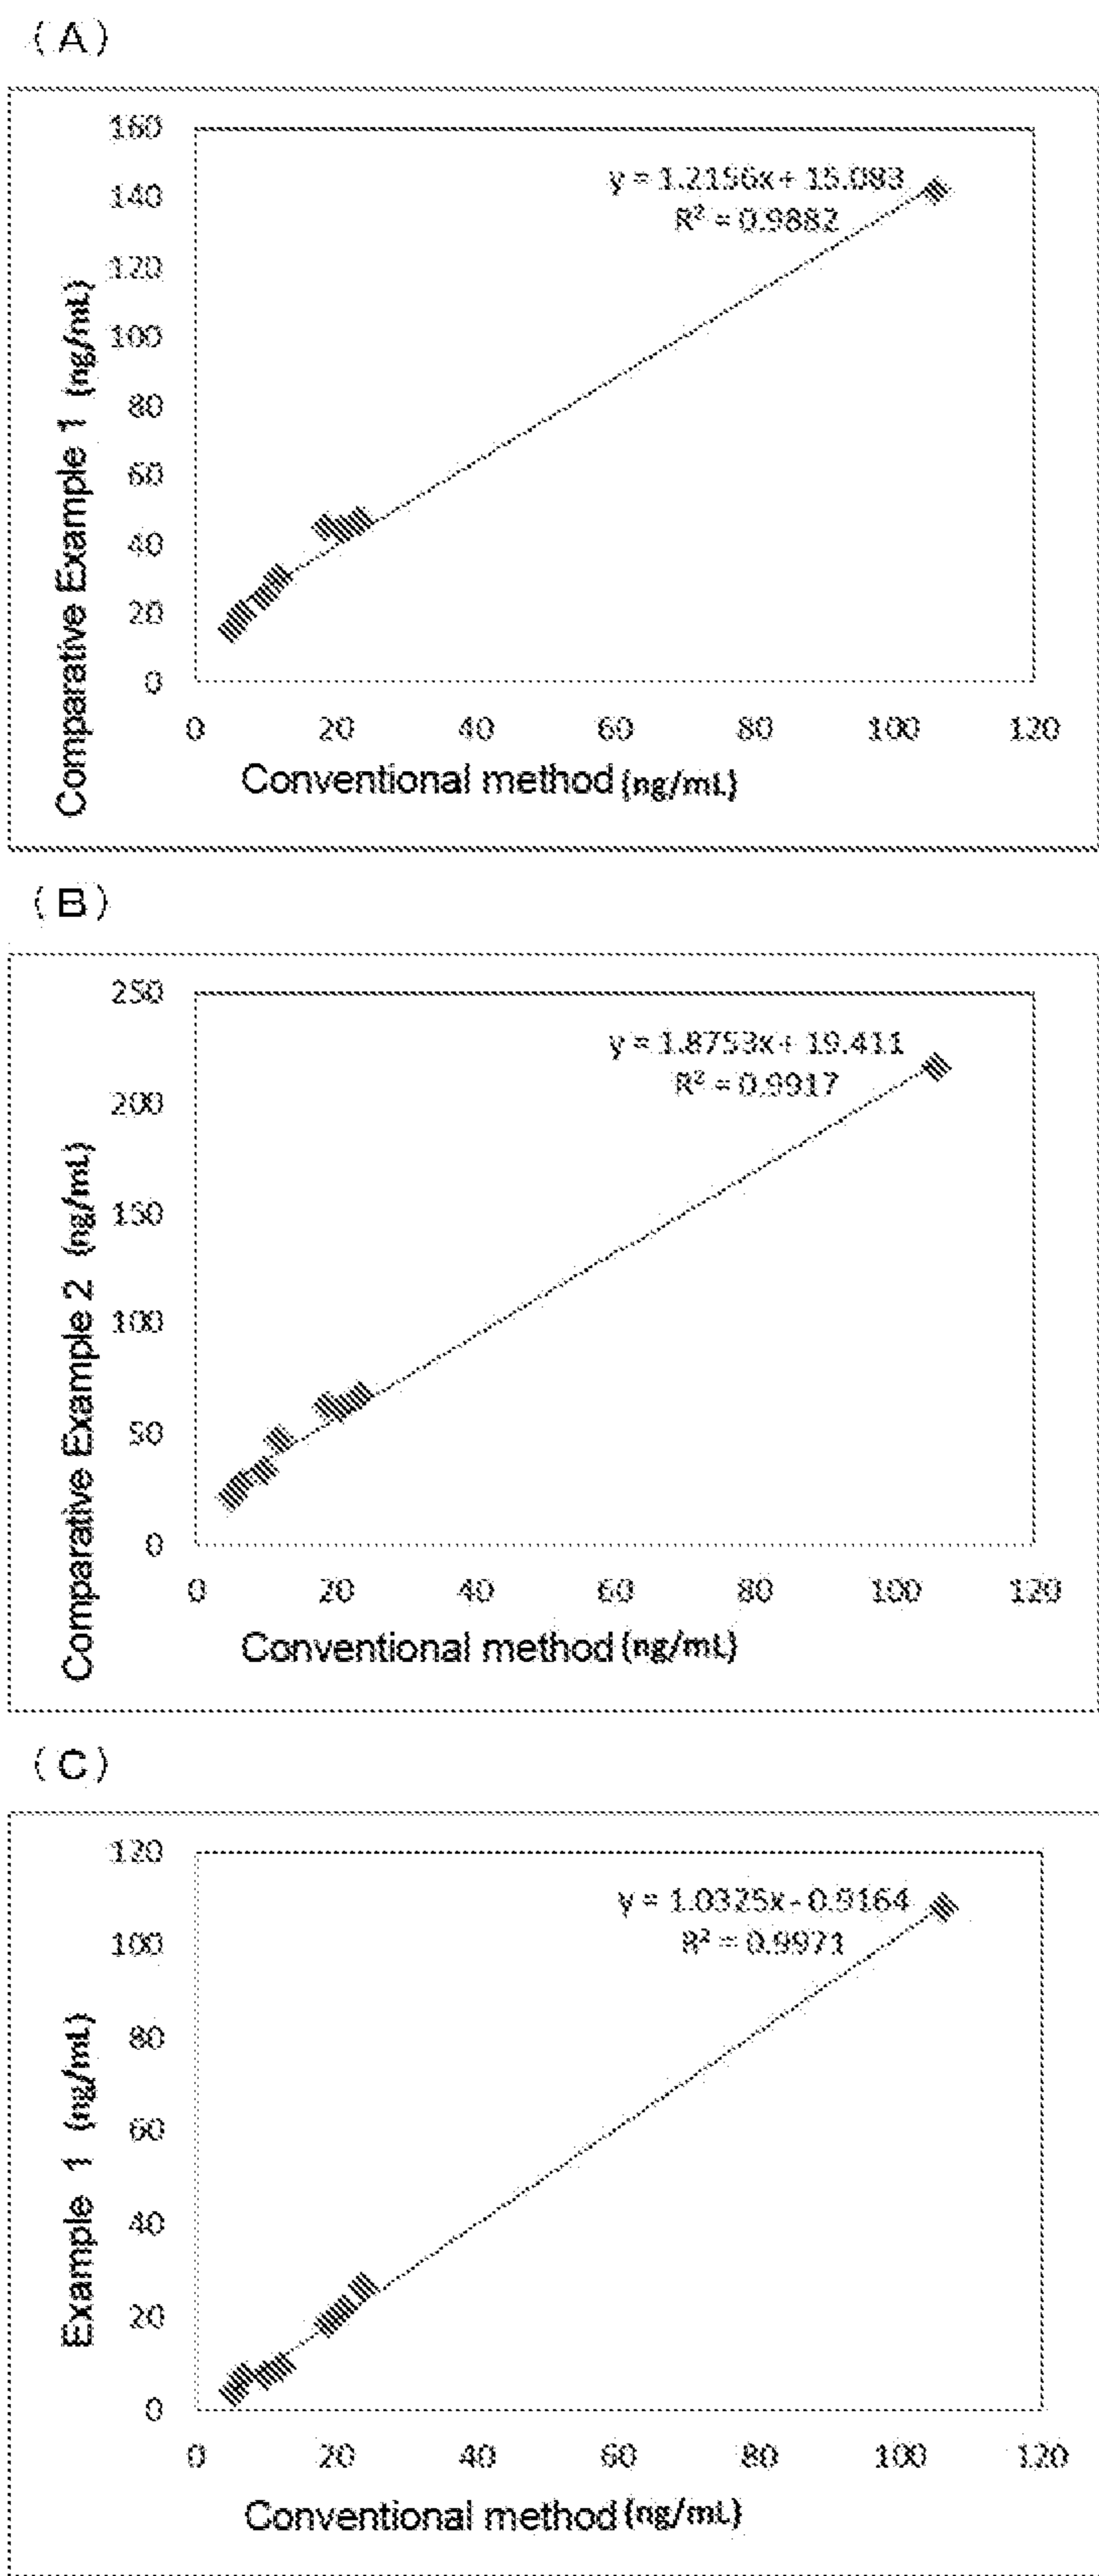 (A)
160
140
120
100
80
60
40
20
0
Comparative Example 1 (ng/mL)
y = 1.2156x + 15.083
R² = 0.9882
0 20 40 60 80 100 120
Conventional method (ng/mL)
(B)
250
200
150
100
50
0
Comparative Example 2 (ng/mL)
y = 1.8753x + 19.411
R² = 0.9917
0 20 40 60 80 100 120
Conventional method (ng/mL)
(C)
120
100
80
60
40
20
0
Example 1 (ng/mL)
y = 1.0325x - 0.9164
R² = 0.9971
0 20 40 60 80 100 120
Conventional method (ng/mL)